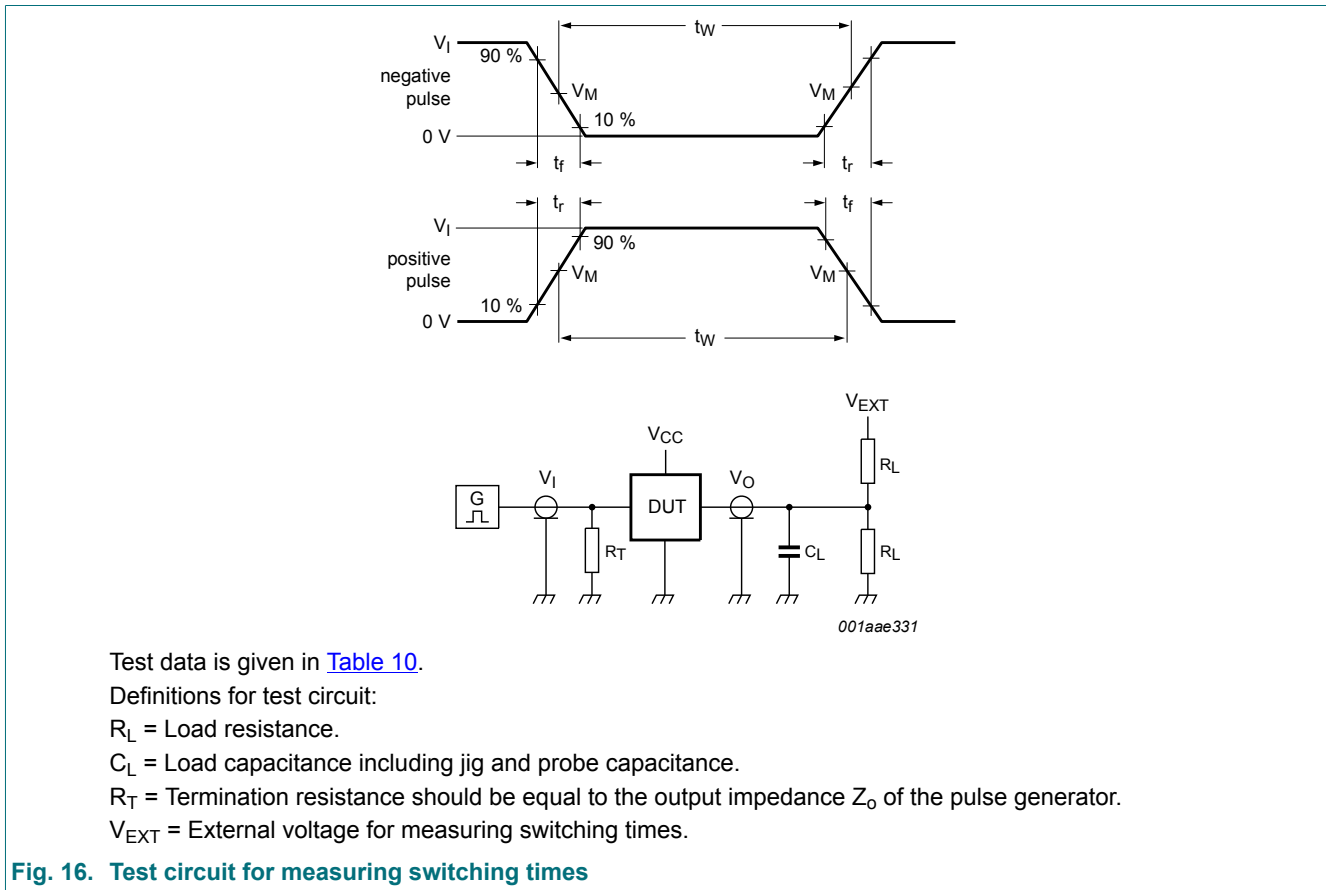 tW
VI
90 %
negative
pulse
VM
VM
10 %
0 V
tf
tr
tr
tf
VI
90 %
positive
pulse
VM
VM
10 %
0 V
tW
VEXT
VCC
RL
VI
VO
G
DUT
RT
CL
RL
001aae331
Test data is given in Table 10.
Definitions for test circuit:
RL = Load resistance.
CL = Load capacitance including jig and probe capacitance.
RT = Termination resistance should be equal to the output impedance Zo of the pulse generator.
VEXT = External voltage for measuring switching times.
Fig. 16. Test circuit for measuring switching times